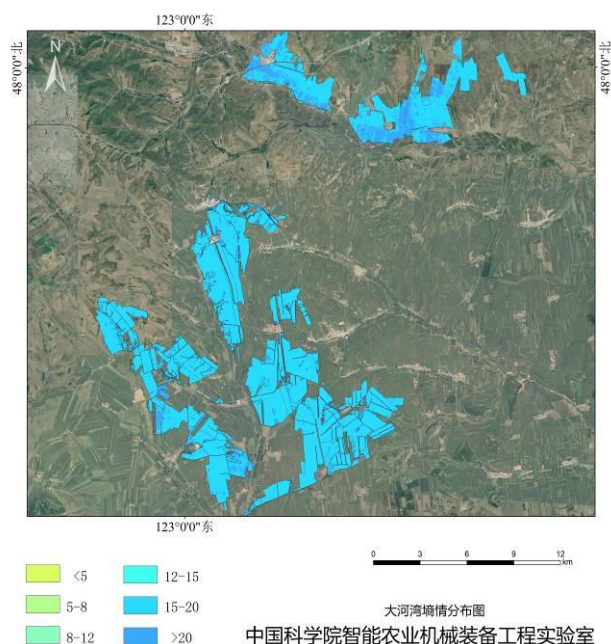 123°0'0"东
48°0'0"北
N
48°0'0"北
123°0'0"东
<5
12-15
0 3 6 9 12
km
5-8
15-20
大河湾墒情分布图
8-12
>20
中国科学院智能农业机械装备工程实验室